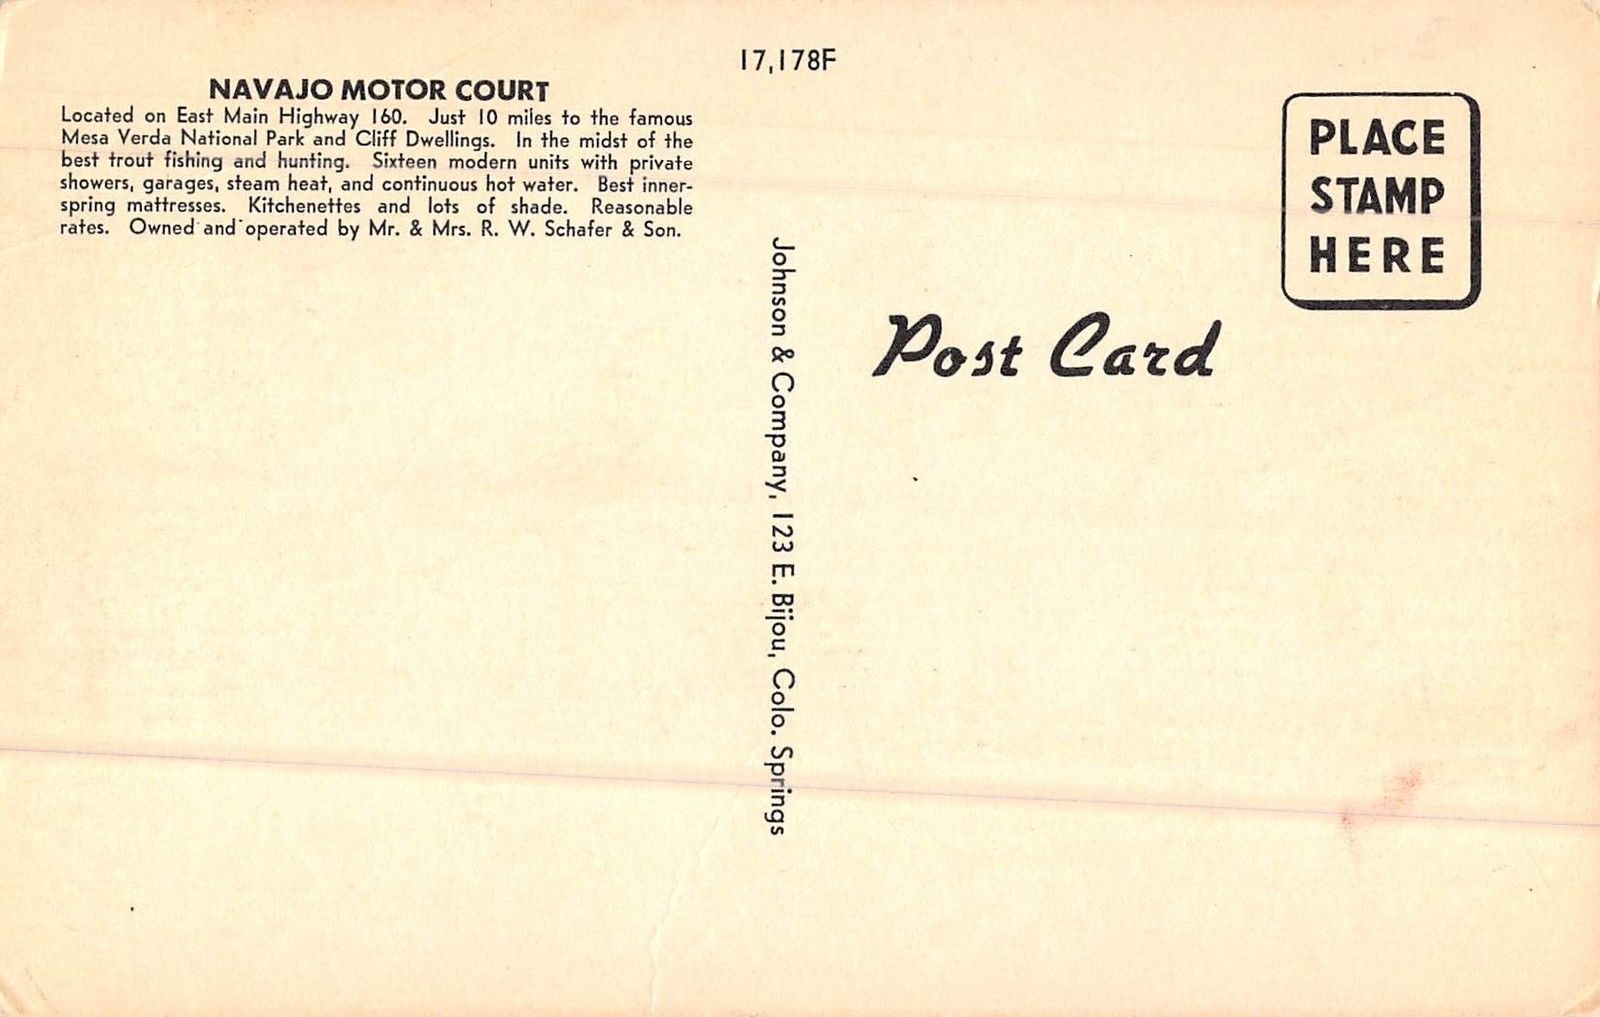 17,178F
NAVAJO MOTOR COURT
Located on East Main Highway 160. Just 10 miles to the famous
Mesa Verda National Park and Cliff Dwellings. In the midst of the
best trout fishing and hunting. Sixteen modern units with private
showers, garages, steam heat, and continuous hot water. Best inner-
spring mattresses. Kitchenettes and lots of shade. Reasonable
rates. Owned and operated by Mr. & Mrs. R. W. Schafer & Son.
Johnson & Company, 123 E. Bijou, Colo. Springs
PLACE
STAMP
HERE
Post Card